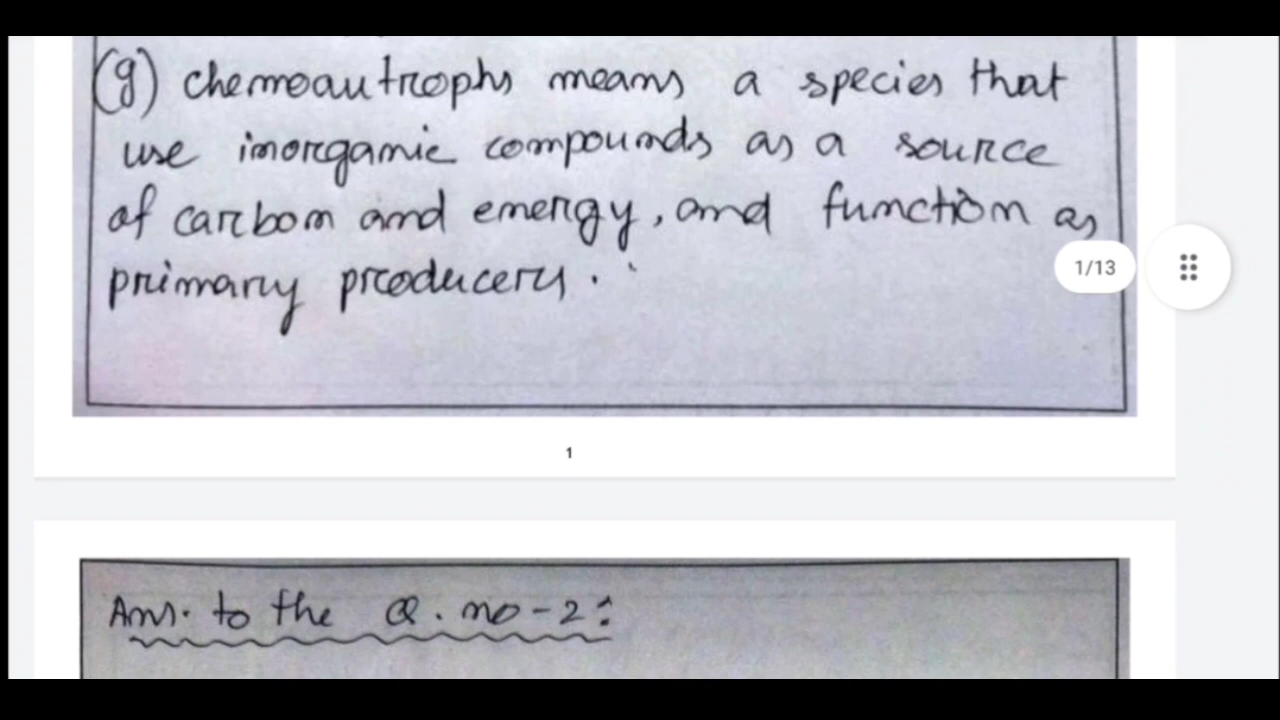 (g) chemoautrophs means a species that
use inorganic compounds as a source
of carbon and energy, and function as
primary producers.
1/13
1
Ans. to the Q. no-2: